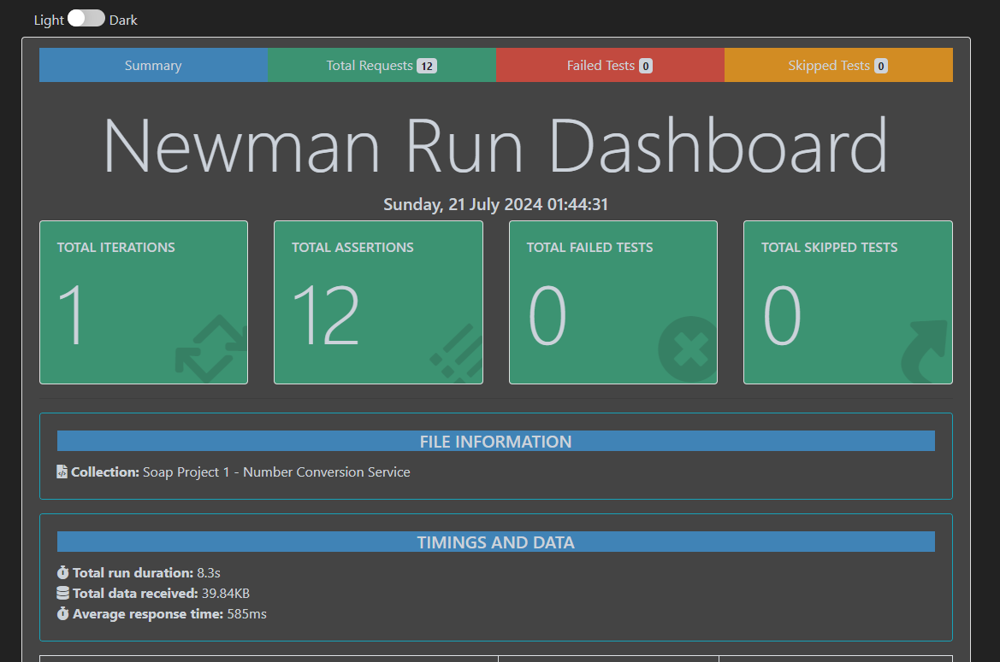 Light Dark
Summary Total Requests 12 Failed Tests 0 Skipped Tests 0
Newman Run Dashboard
Sunday, 21 July 2024 01:44:31
TOTAL ITERATIONS
1
TOTAL ASSERTIONS
12
TOTAL FAILED TESTS
0
TOTAL SKIPPED TESTS
0
FILE INFORMATION
Collection: Soap Project 1 - Number Conversion Service
TIMINGS AND DATA
Total run duration: 8.3s
Total data received: 39.84KB
Average response time: 585ms